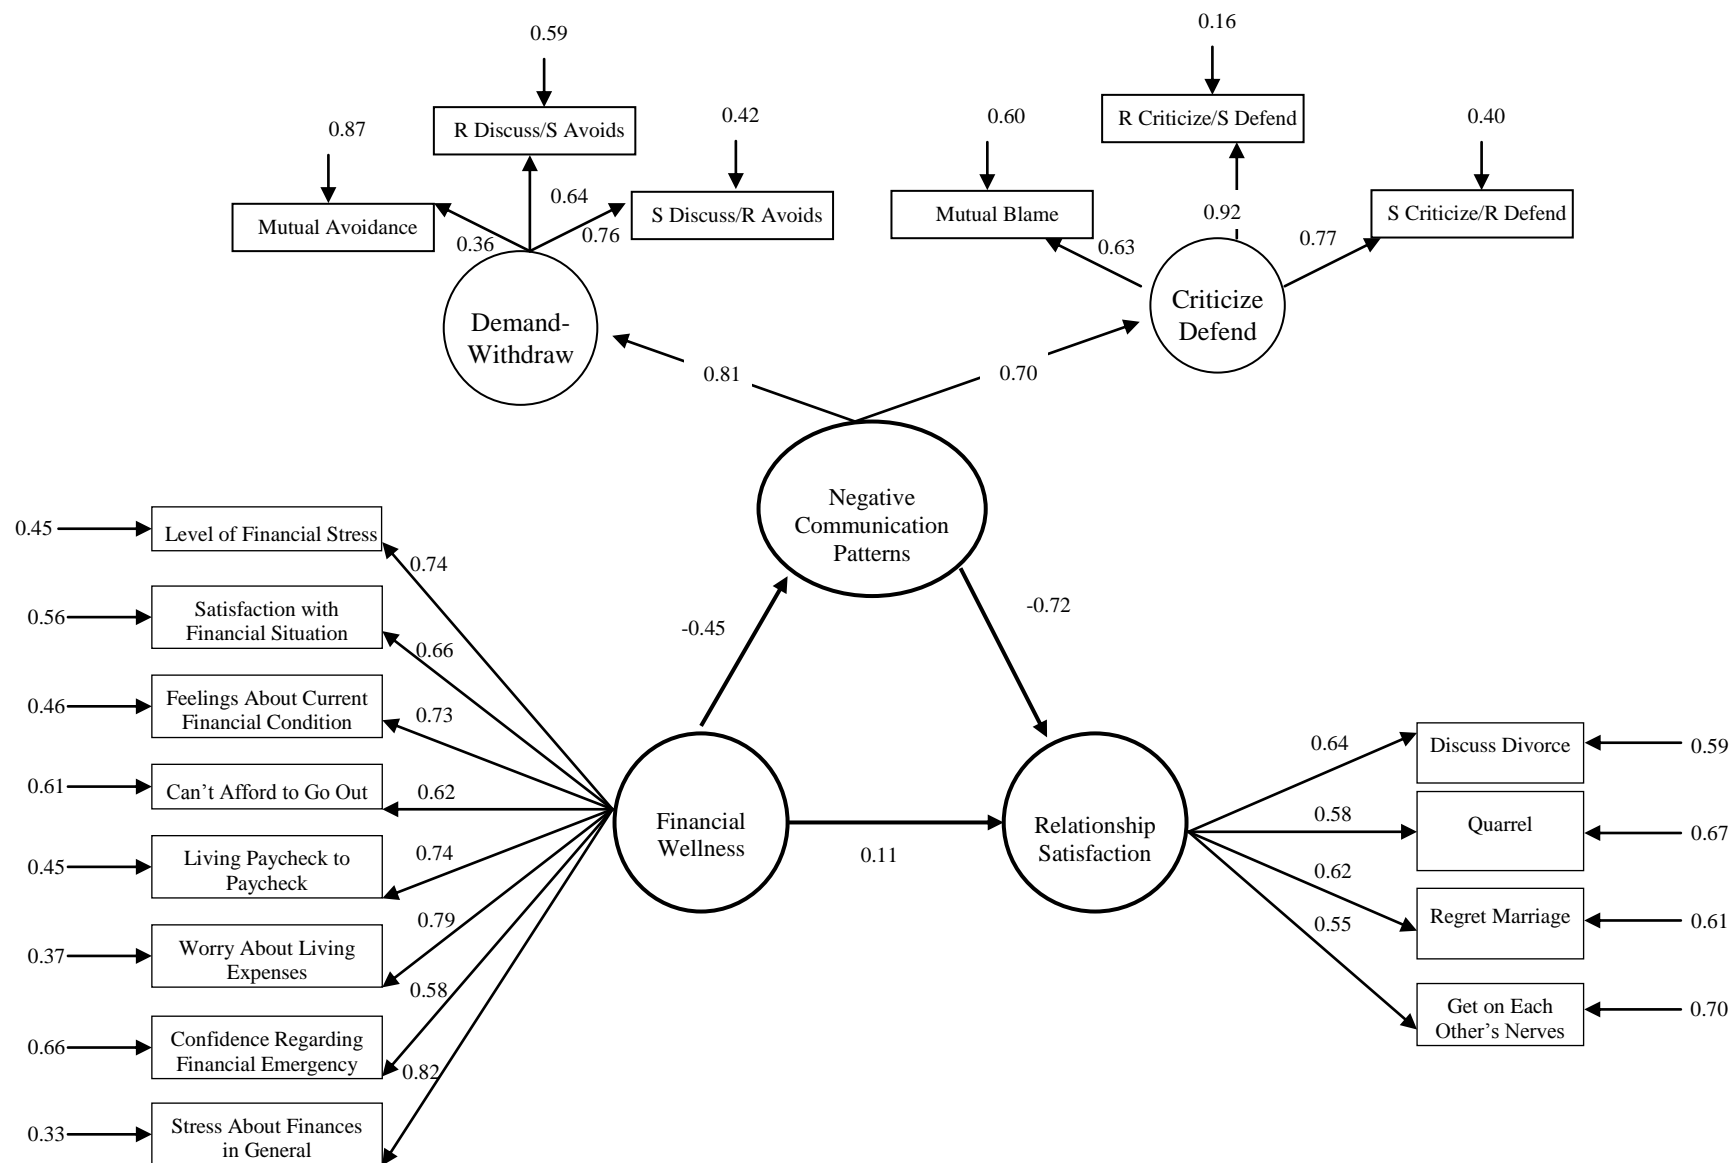 0.59
0.16
0.87
R Discuss/S Avoids
0.42
0.60
R Criticize/S Defend
0.40
Mutual Avoidance
0.64
S Discuss/R Avoids
Mutual Blame
0.92
S Criticize/R Defend
0.36
0.76
0.63
0.77
Demand-
Withdraw
Criticize
Defend
0.81
0.70
Negative
Communication
Patterns
0.45
Level of Financial Stress
0.74
0.56
Satisfaction with
Financial Situation
0.66
-0.45
-0.72
0.46
Feelings About Current
Financial Condition
0.73
0.61
Can't Afford to Go Out
0.62
0.45
Living Paycheck to
Paycheck
0.74
0.37
Worry About Living
Expenses
0.79
0.66
Confidence Regarding
Financial Emergency
0.58
0.33
Stress About Finances
in General
0.82
Financial
Wellness
0.11
Relationship
Satisfaction
0.64
Discuss Divorce
0.59
0.58
Quarrel
0.67
0.62
Regret Marriage
0.61
0.55
Get on Each
Other's Nerves
0.70